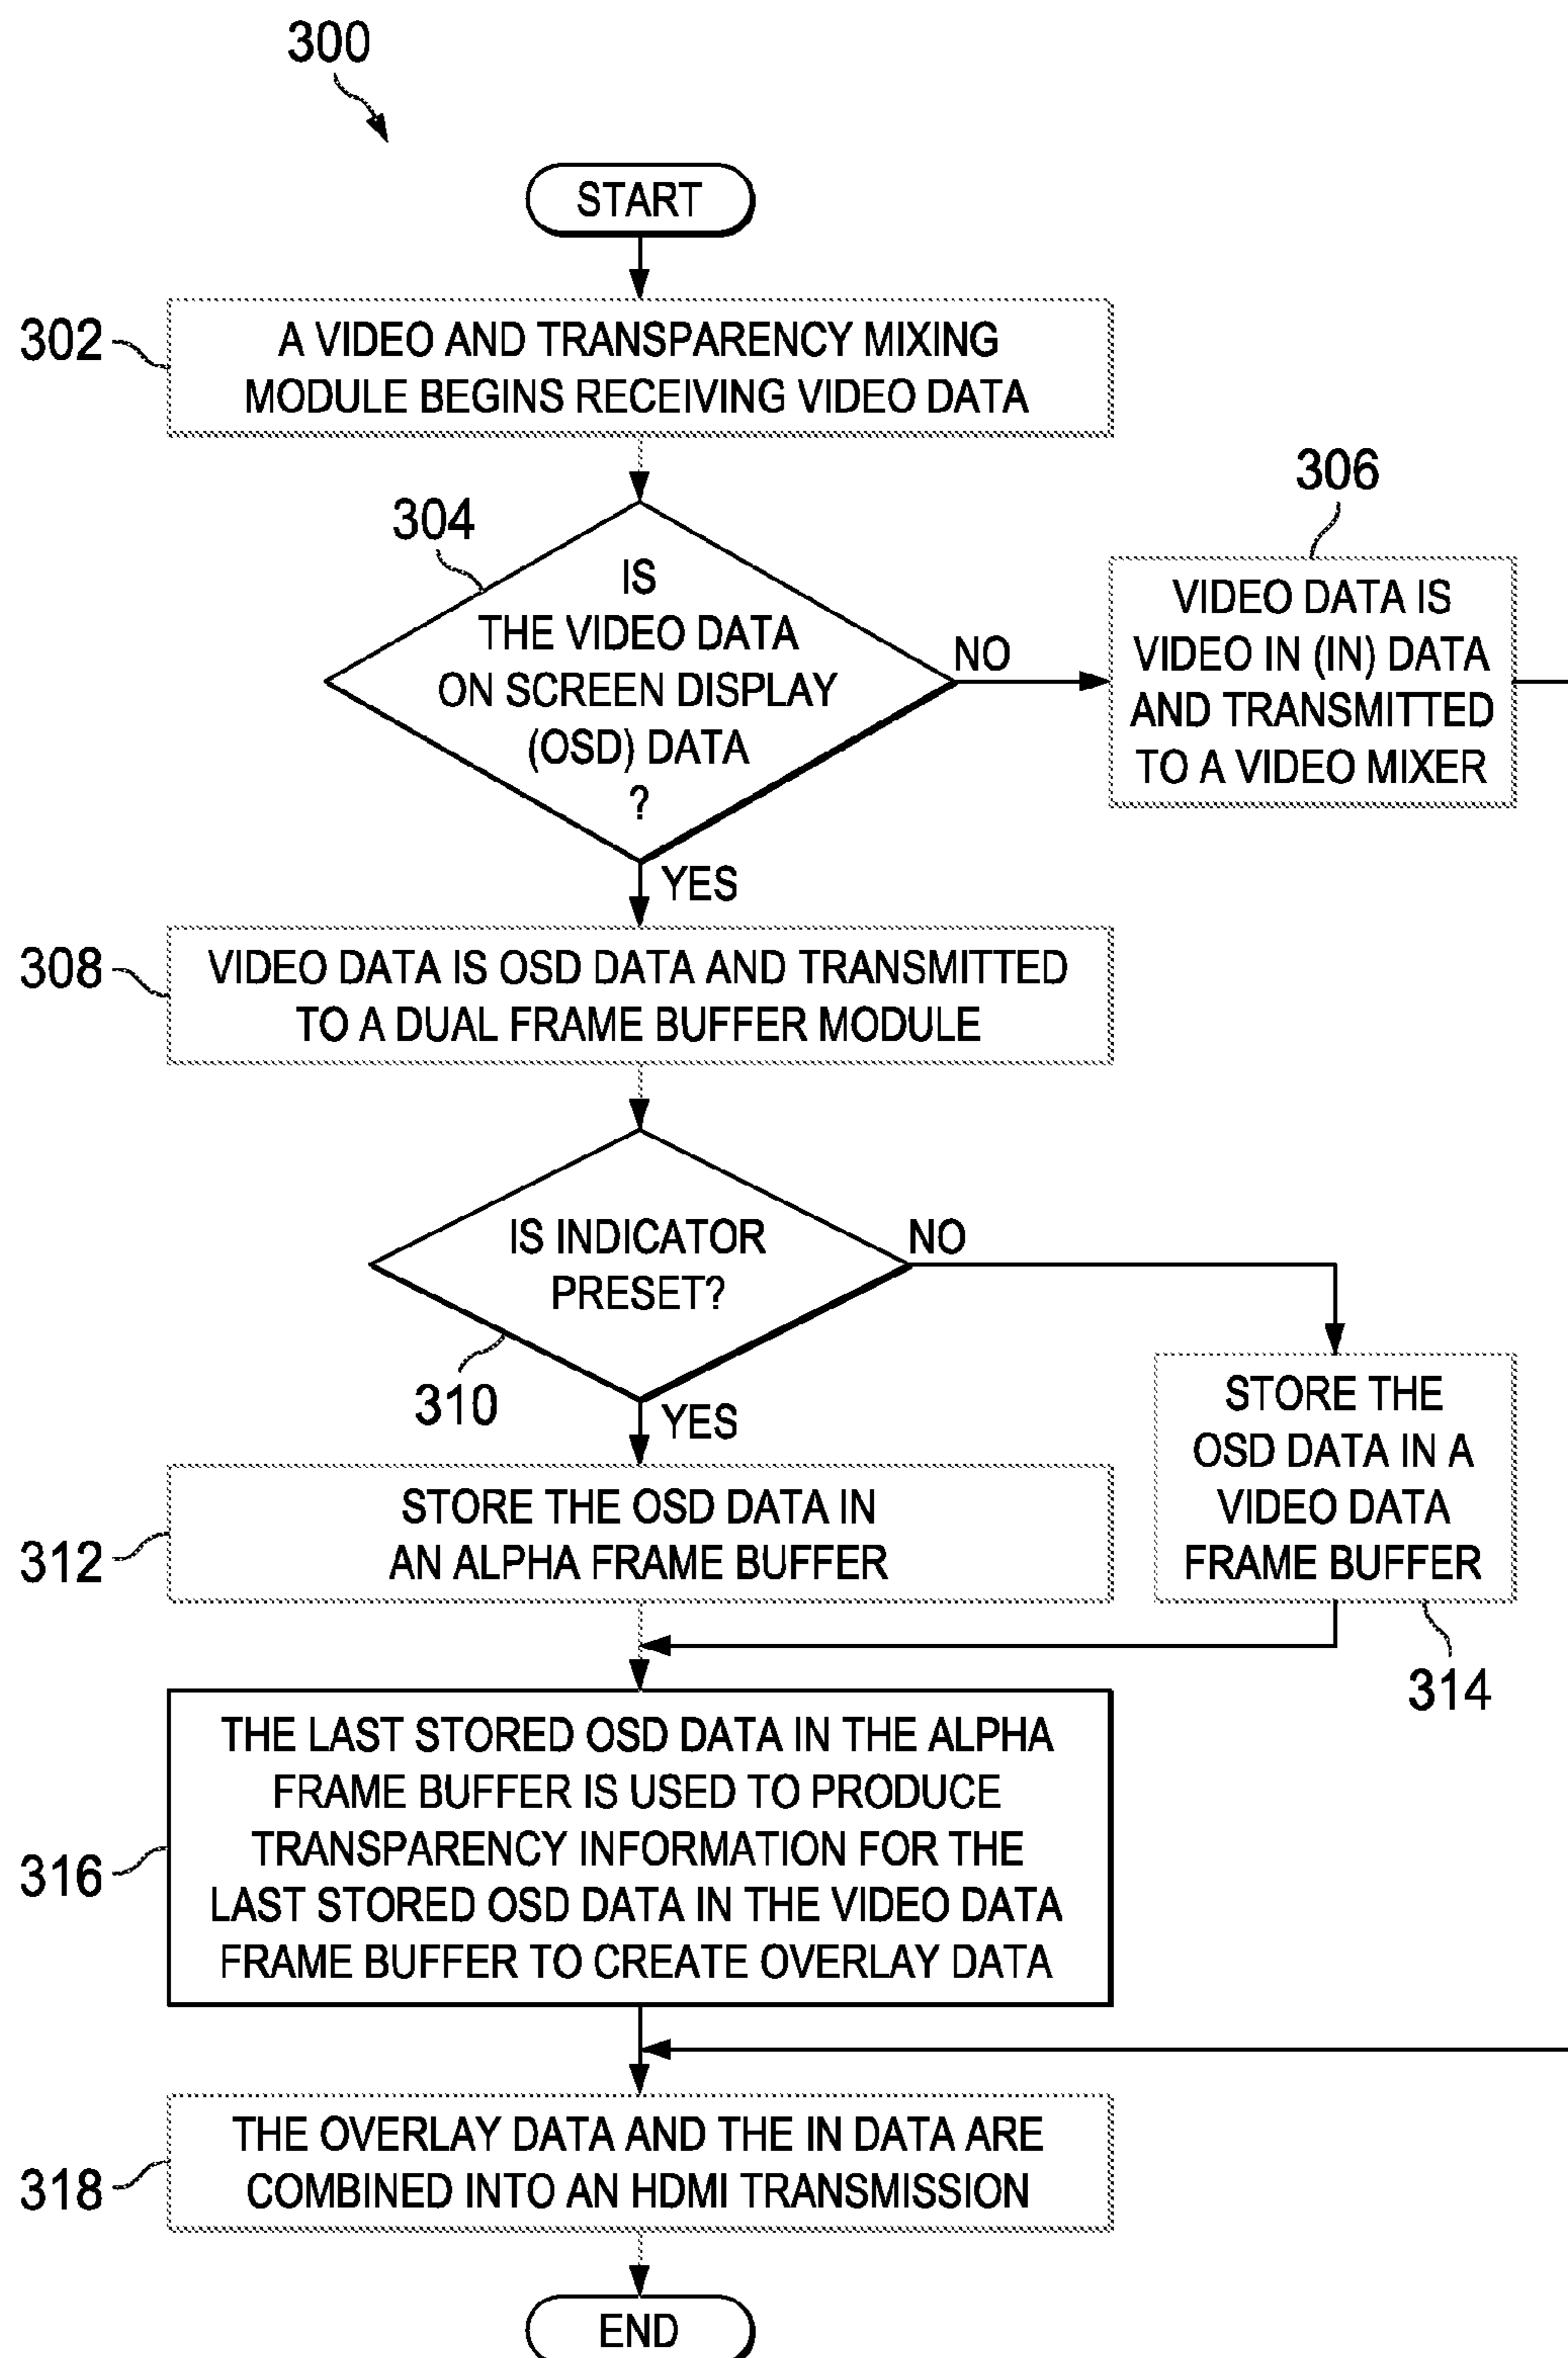 300
START
302
A VIDEO AND TRANSPARENCY MIXING
MODULE BEGINS RECEIVING VIDEO DATA
304
IS
THE VIDEO DATA
ON SCREEN DISPLAY
(OSD) DATA
?
NO
306
VIDEO DATA IS
VIDEO IN (IN) DATA
AND TRANSMITTED
TO A VIDEO MIXER
YES
308
VIDEO DATA IS OSD DATA AND TRANSMITTED
TO A DUAL FRAME BUFFER MODULE
IS INDICATOR
PRESET?
NO
310
YES
312
STORE THE OSD DATA IN
AN ALPHA FRAME BUFFER
STORE THE
OSD DATA IN A
VIDEO DATA
FRAME BUFFER
314
316
THE LAST STORED OSD DATA IN THE ALPHA
FRAME BUFFER IS USED TO PRODUCE
TRANSPARENCY INFORMATION FOR THE
LAST STORED OSD DATA IN THE VIDEO DATA
FRAME BUFFER TO CREATE OVERLAY DATA
318
THE OVERLAY DATA AND THE IN DATA ARE
COMBINED INTO AN HDMI TRANSMISSION
END